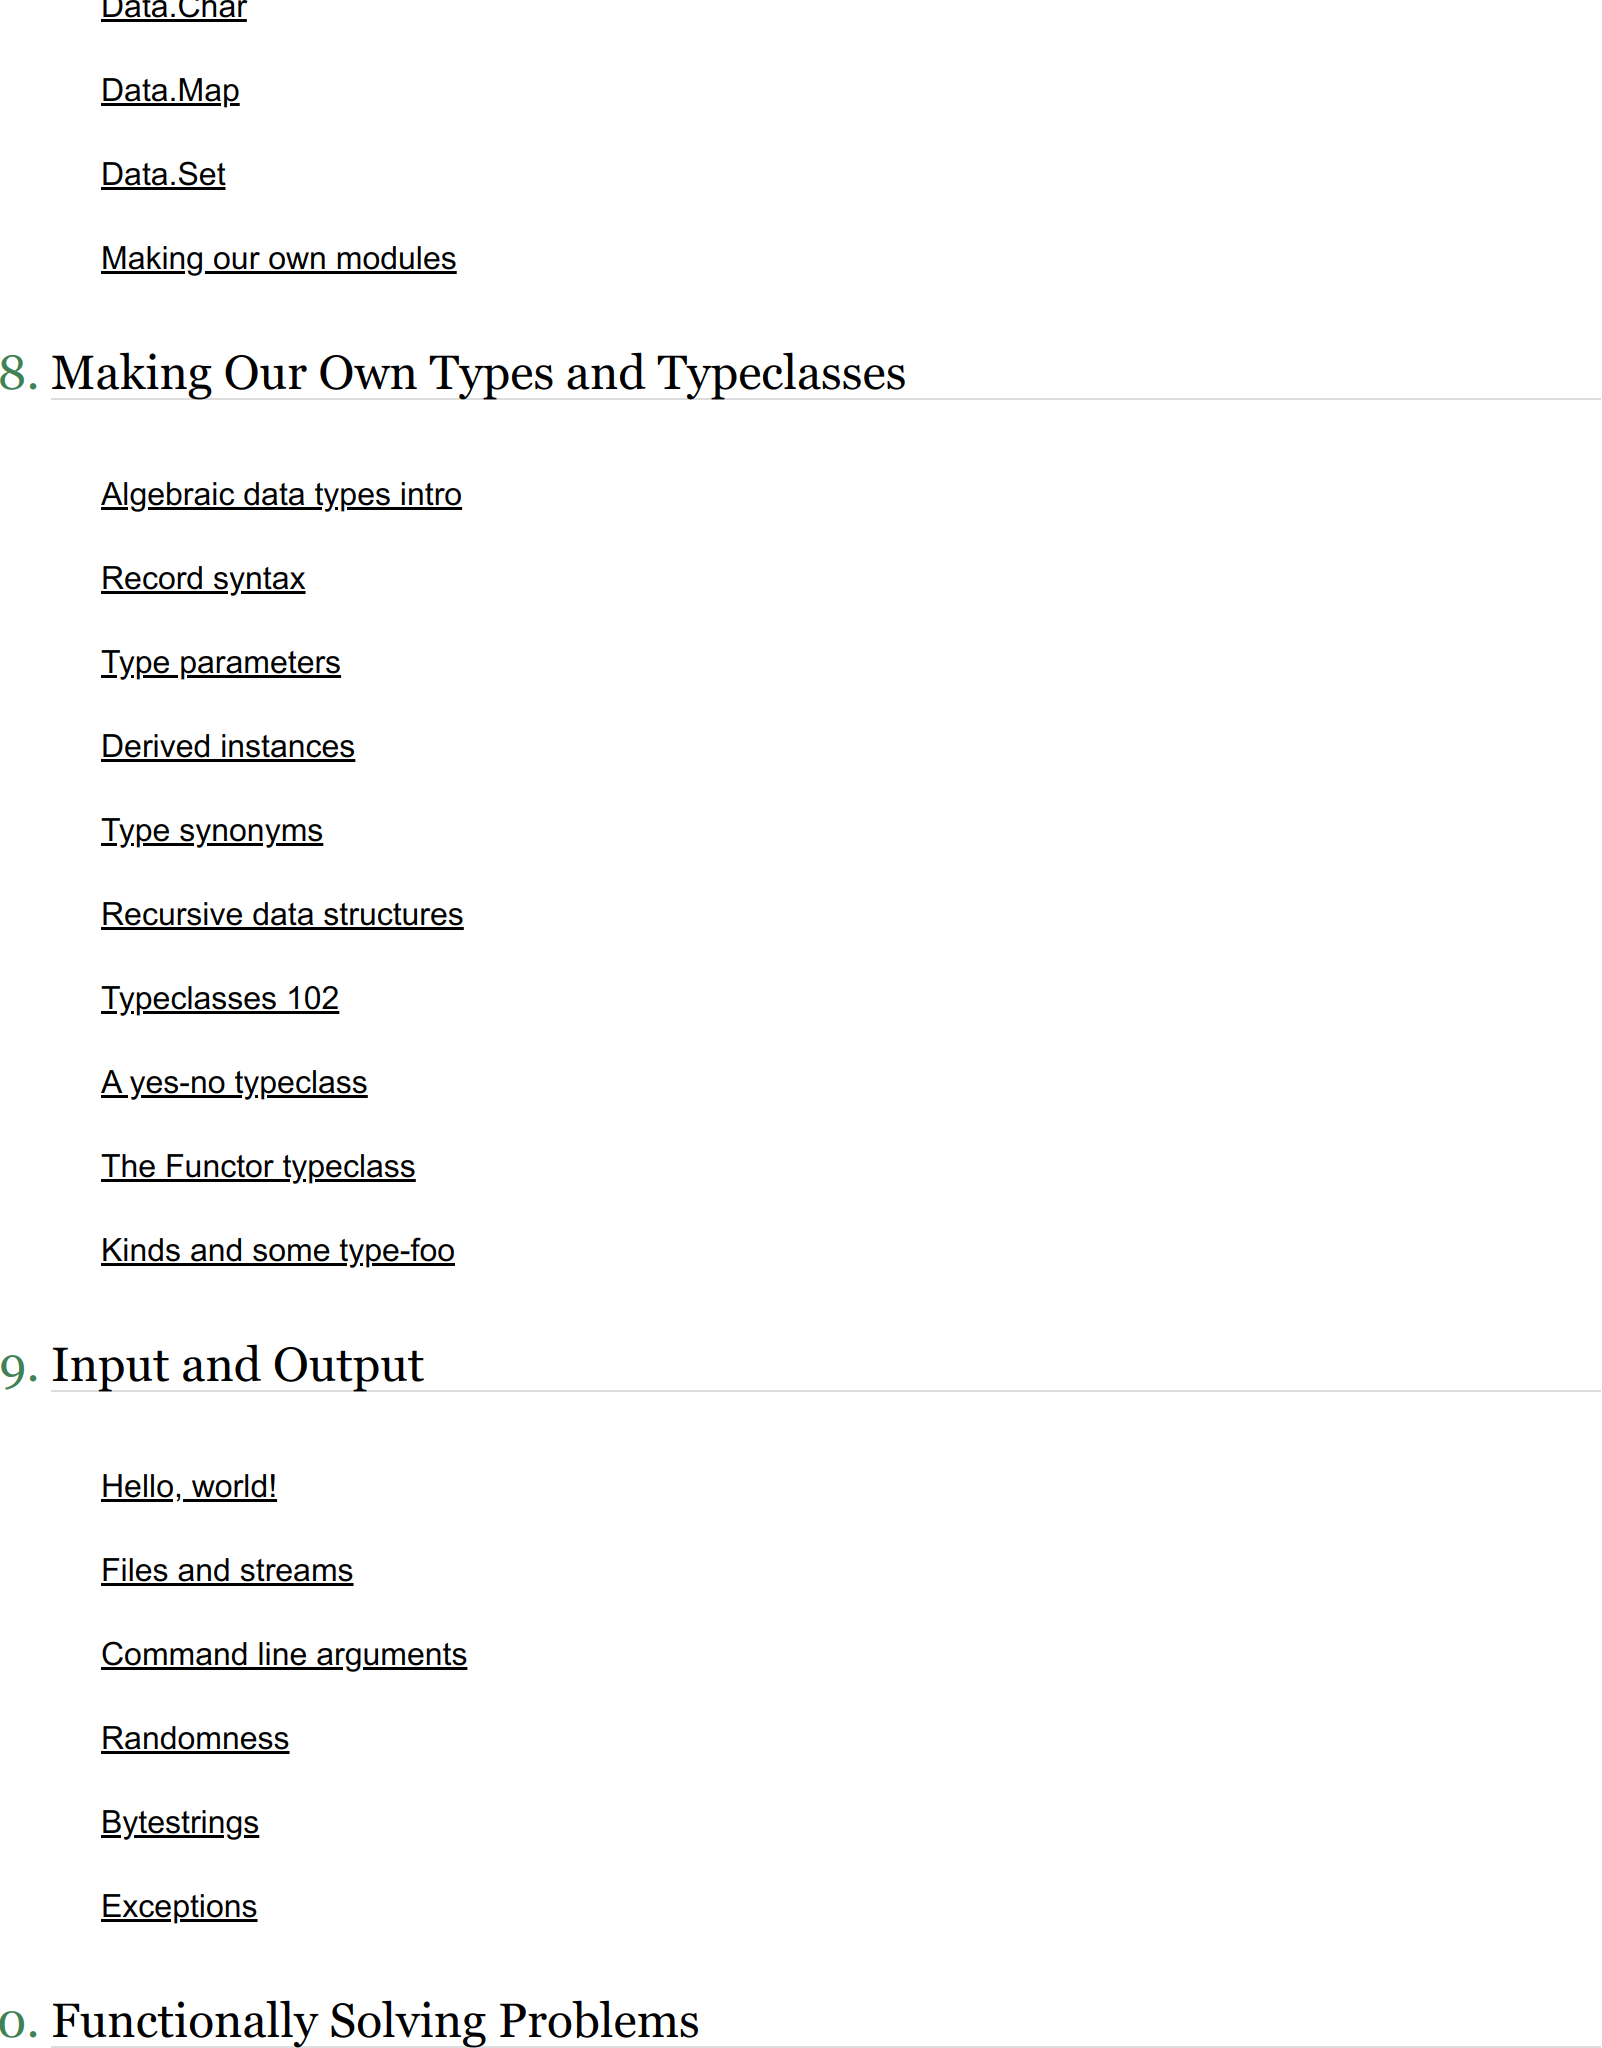 Data.Char
Data.Map
Data.Set
Making our own modules
8. Making Our Own Types and Typeclasses
Algebraic data types intro
Record syntax
Type parameters
Derived instances
Type synonyms
Recursive data structures
Typeclasses 102
A yes-no typeclass
The Functor typeclass
Kinds and some type-foo
9. Input and Output
Hello, world!
Files and streams
Command line arguments
Randomness
Bytestrings
Exceptions
0. Functionally Solving Problems